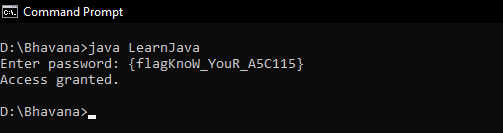 Command Prompt
D:\Bhavana>java LearnJava
Enter password: {flagKnoW_YouR_A5C115}
Access granted.
D:\Bhavana>